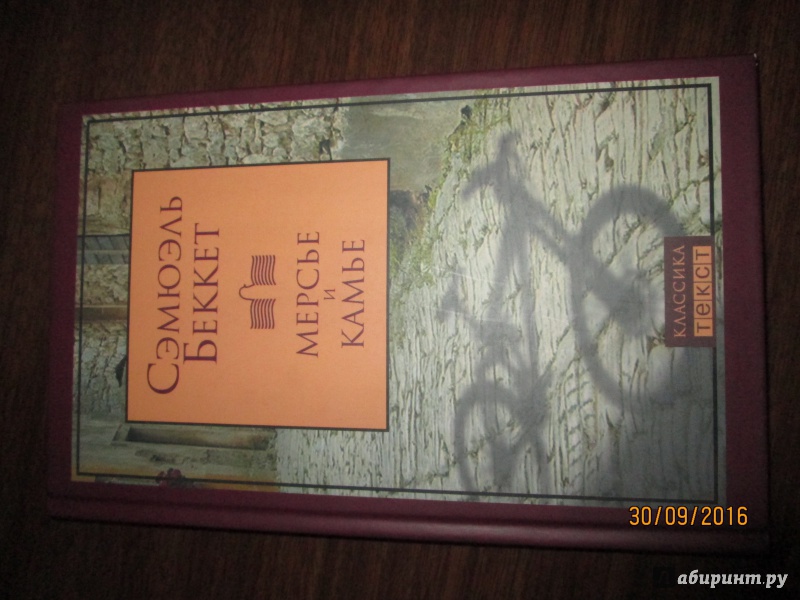 СЭМЮЭЛЬ
БЕККЕТ
МЕРСЬЕ
И
КАМЬЕ
КЛАССИКА
ТЕКСТ
30/09/2016
лабиринт.ру